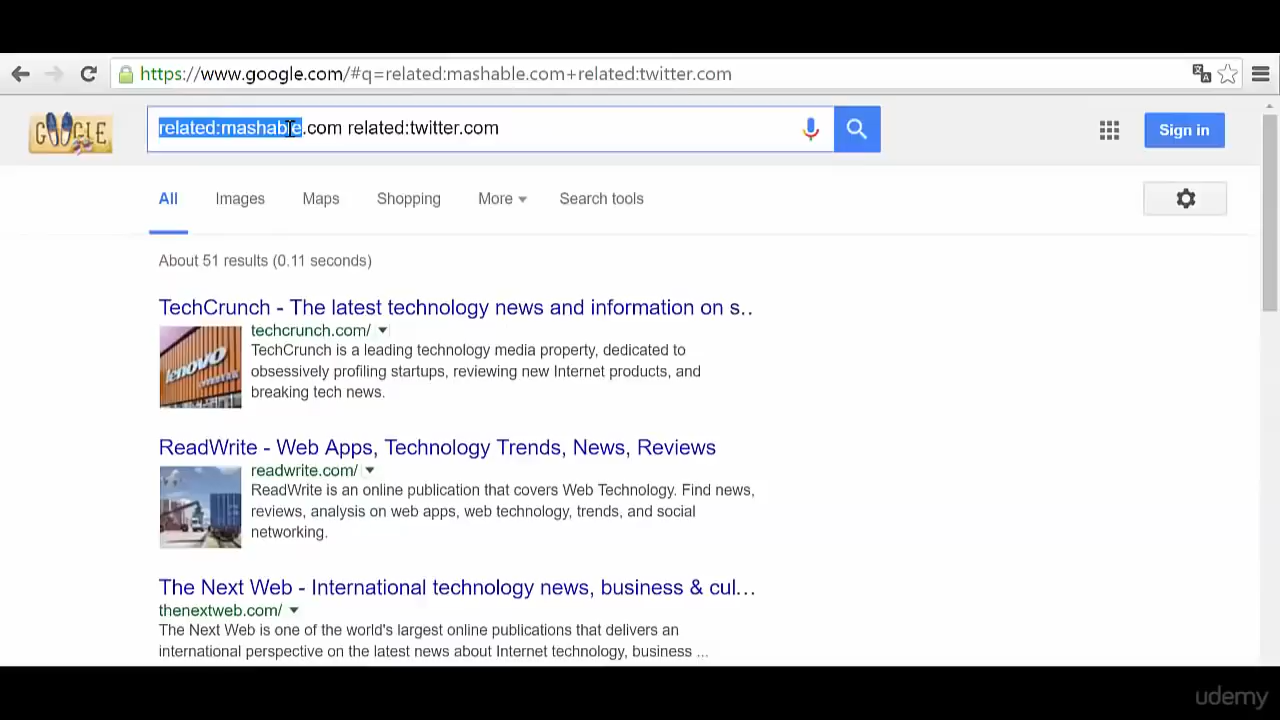 https://www.google.com/#q=related:mashable.com+related:twitter.com
GOOGLE
related:mashable.com related:twitter.com
Sign in
All Images Maps Shopping More Search tools
About 51 results (0.11 seconds)
TechCrunch - The latest technology news and information on s..
techcrunch.com/
TechCrunch is a leading technology media property, dedicated to
obsessively profiling startups, reviewing new Internet products, and
breaking tech news.
lenovo
ReadWrite - Web Apps, Technology Trends, News, Reviews
readwrite.com/
ReadWrite is an online publication that covers Web Technology. Find news,
reviews, analysis on web apps, web technology, trends, and social
networking.
The Next Web - International technology news, business & cul...
thenextweb.com/
The Next Web is one of the world's largest online publications that delivers an
international perspective on the latest news about Internet technology, business ...
udemy